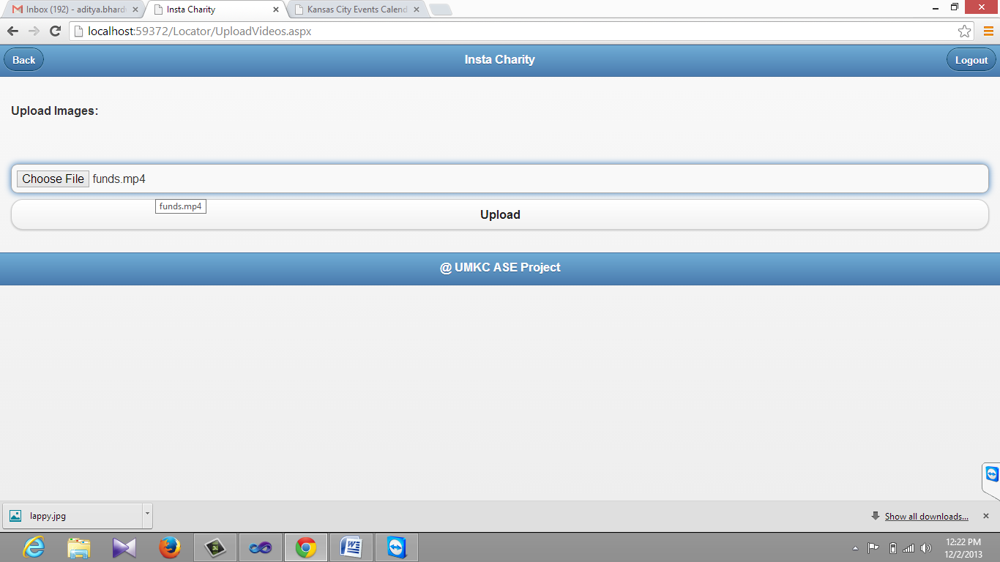 Inbox (192) - aditya.bhard
Insta Charity
Kansas City Events Calend
localhost:59372/Locator/UploadVideos.aspx
Back
Insta Charity
Logout
Upload Images:
Choose File funds.mp4
funds.mp4
Upload
@ UMKC ASE Project
lappy.jpg
Show all downloads...
12:22 PM
12/2/2013